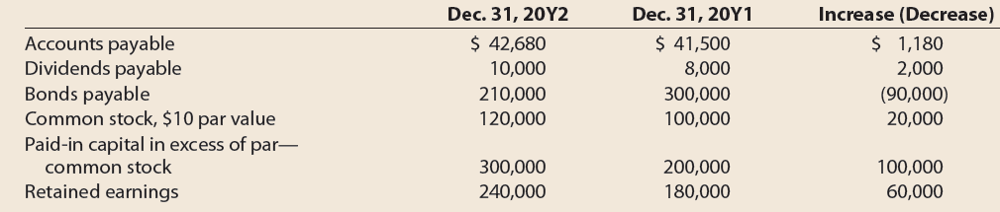 Dec. 31, 20Y2 Dec. 31, 20Y1 Increase (Decrease)
Accounts payable $ 42,680 $ 41,500 $ 1,180
Dividends payable 10,000 8,000 2,000
Bonds payable 210,000 300,000 (90,000)
Common stock, $10 par value 120,000 100,000 20,000
Paid-in capital in excess of par—
common stock 300,000 200,000 100,000
Retained earnings 240,000 180,000 60,000